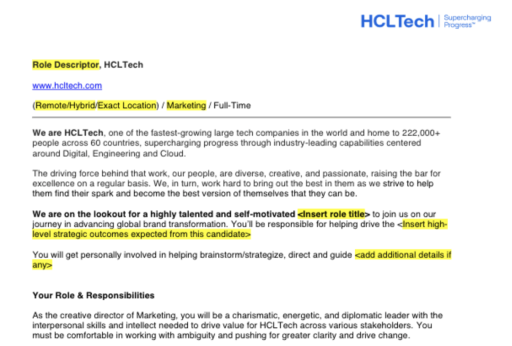 HCLTech | Supercharging
Progress™
Role Descriptor, HCLTech
www.hcltech.com
(Remote/Hybrid/Exact Location) / Marketing / Full-Time
We are HCLTech, one of the fastest-growing large tech companies in the world and home to 222,000+
people across 60 countries, supercharging progress through industry-leading capabilities centered
around Digital, Engineering and Cloud.
The driving force behind that work, our people, are diverse, creative, and passionate, raising the bar for
excellence on a regular basis. We, in turn, work hard to bring out the best in them as we strive to help
them find their spark and become the best version of themselves that they can be.
We are on the lookout for a highly talented and self-motivated <Insert role title> to join us on our
journey in advancing global brand transformation. You'll be responsible for helping drive the <Insert high-
level strategic outcomes expected from this candidate>
You will get personally involved in helping brainstorm/strategize, direct and guide <add additional details if
any>
Your Role & Responsibilities
As the creative director of Marketing, you will be a charismatic, energetic, and diplomatic leader with the
interpersonal skills and intellect needed to drive value for HCLTech across various stakeholders. You
must be comfortable in working with ambiguity and pushing for greater clarity and drive change.